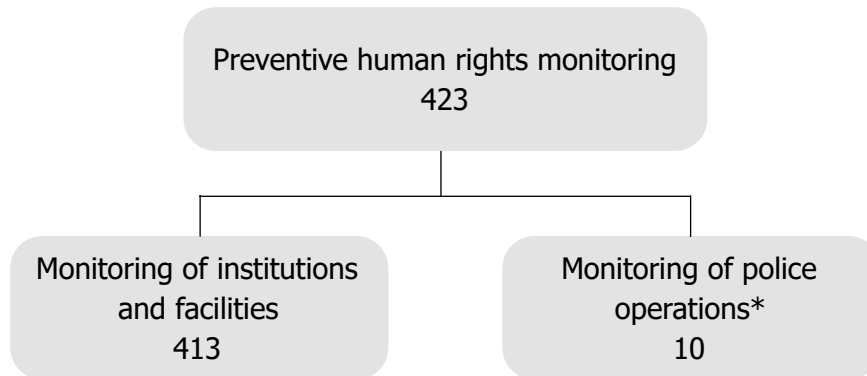 Preventive human rights monitoring
423
Monitoring of institutions
and facilities
413
Monitoring of police
operations*
10